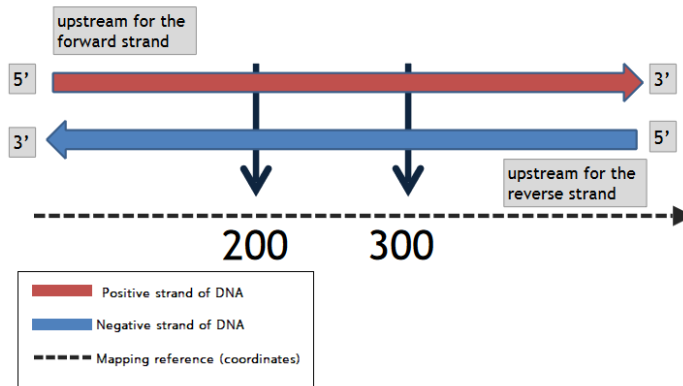 upstream for the
forward strand
5’
3’
3’
5’
upstream for the
reverse strand
200
300
Positive strand of DNA
Negative strand of DNA
Mapping reference (coordinates)